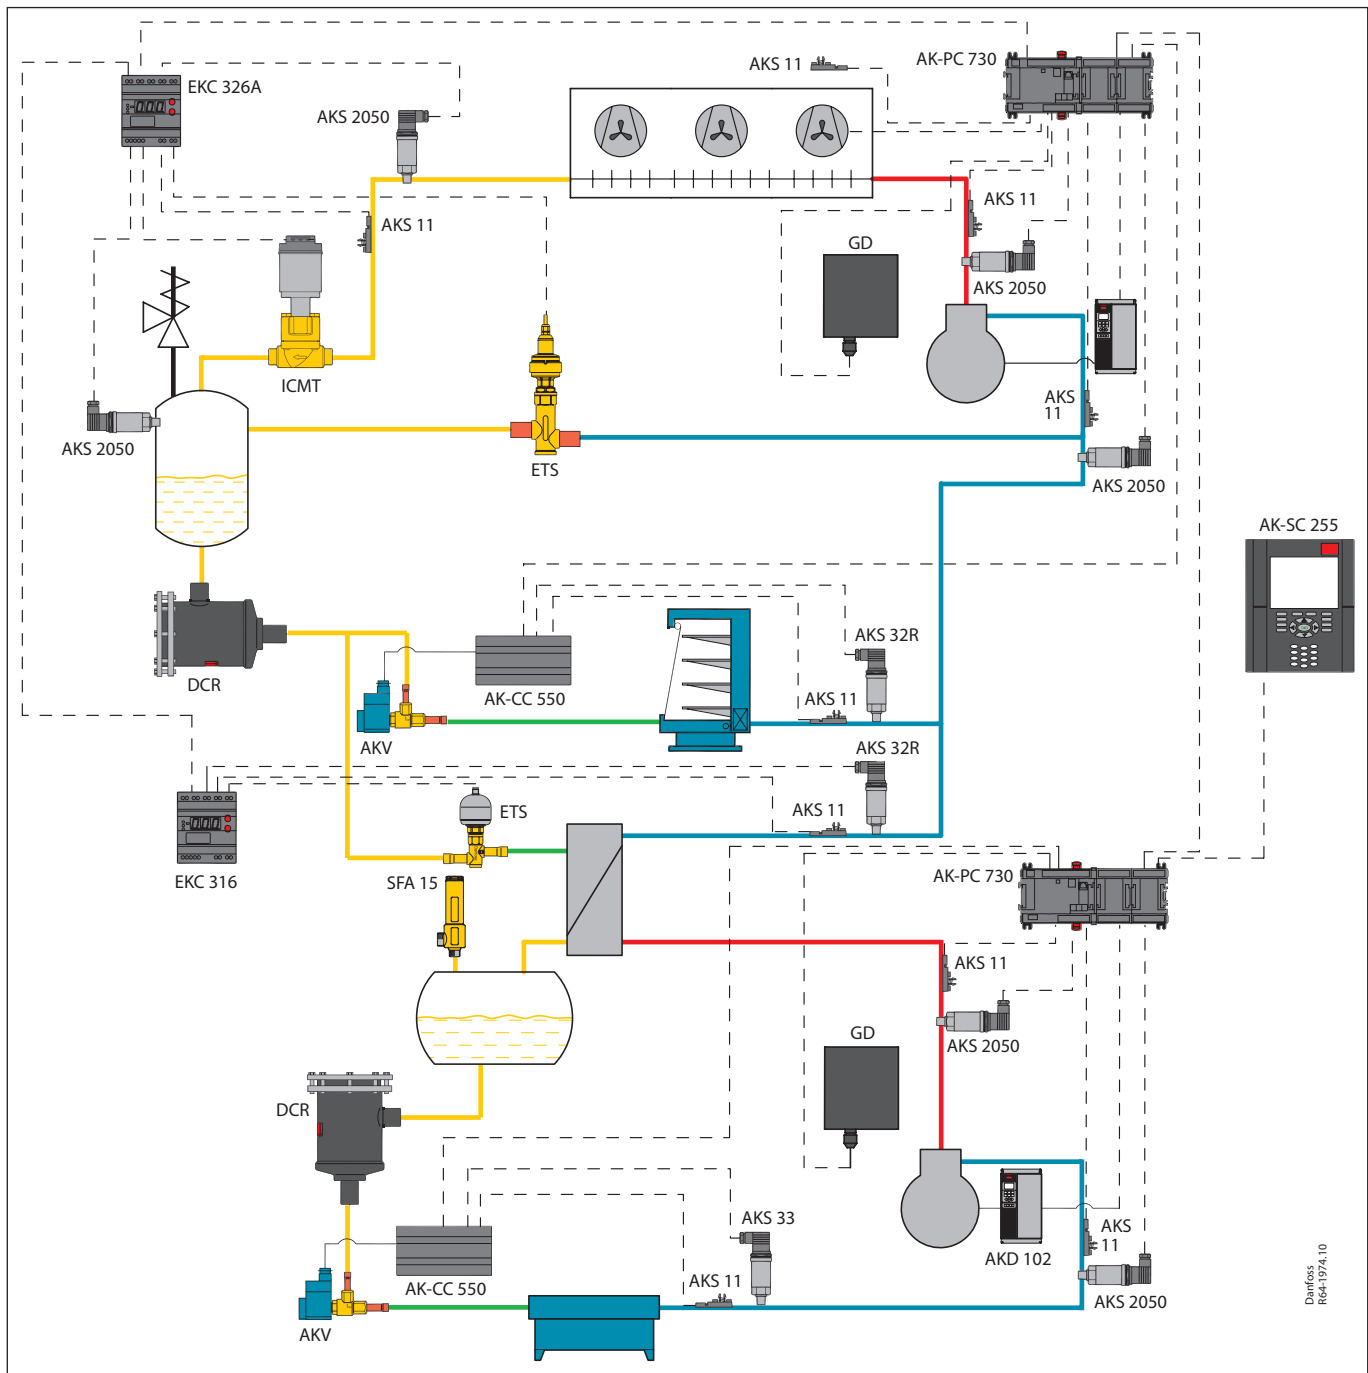 AKS 11
AK-PC 730
EKC 326A
AKS 2050
AKS 11
AKS 11
GD
AKS 2050
ICMT
AKS
11
AKS 2050
ETS
AKS 2050
AK-SC 255
AKS 32R
DCR
AK-CC 550
AKS 11
AKV
AKS 32R
ETS
AKS 11
EKC 316
SFA 15
AK-PC 730
AKS 11
GD
AKS 2050
DCR
AKS 33
AKS
11
AKD 102
AK-CC 550
AKS 11
AKS 2050
AKV
Danfoss
R64-1974.10